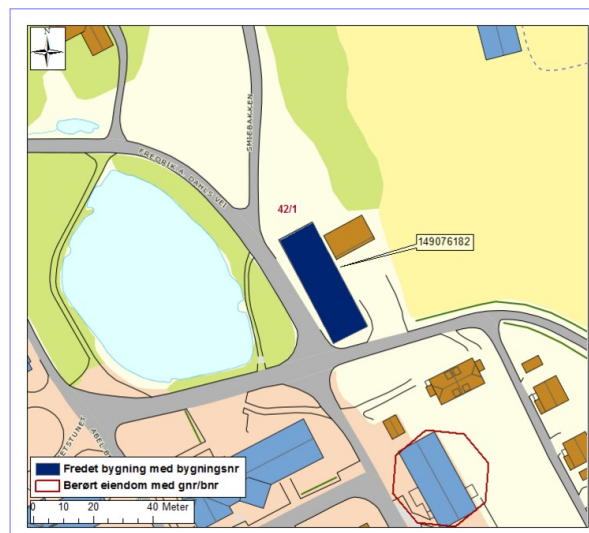 N
SMIEBAKKEN
FREDRIK A. DAHLS VEI
42/1
149076182
Fredet bygning med bygningsnr
Berørt eiendom med gnr/bnr
0 10 20 40 Meter